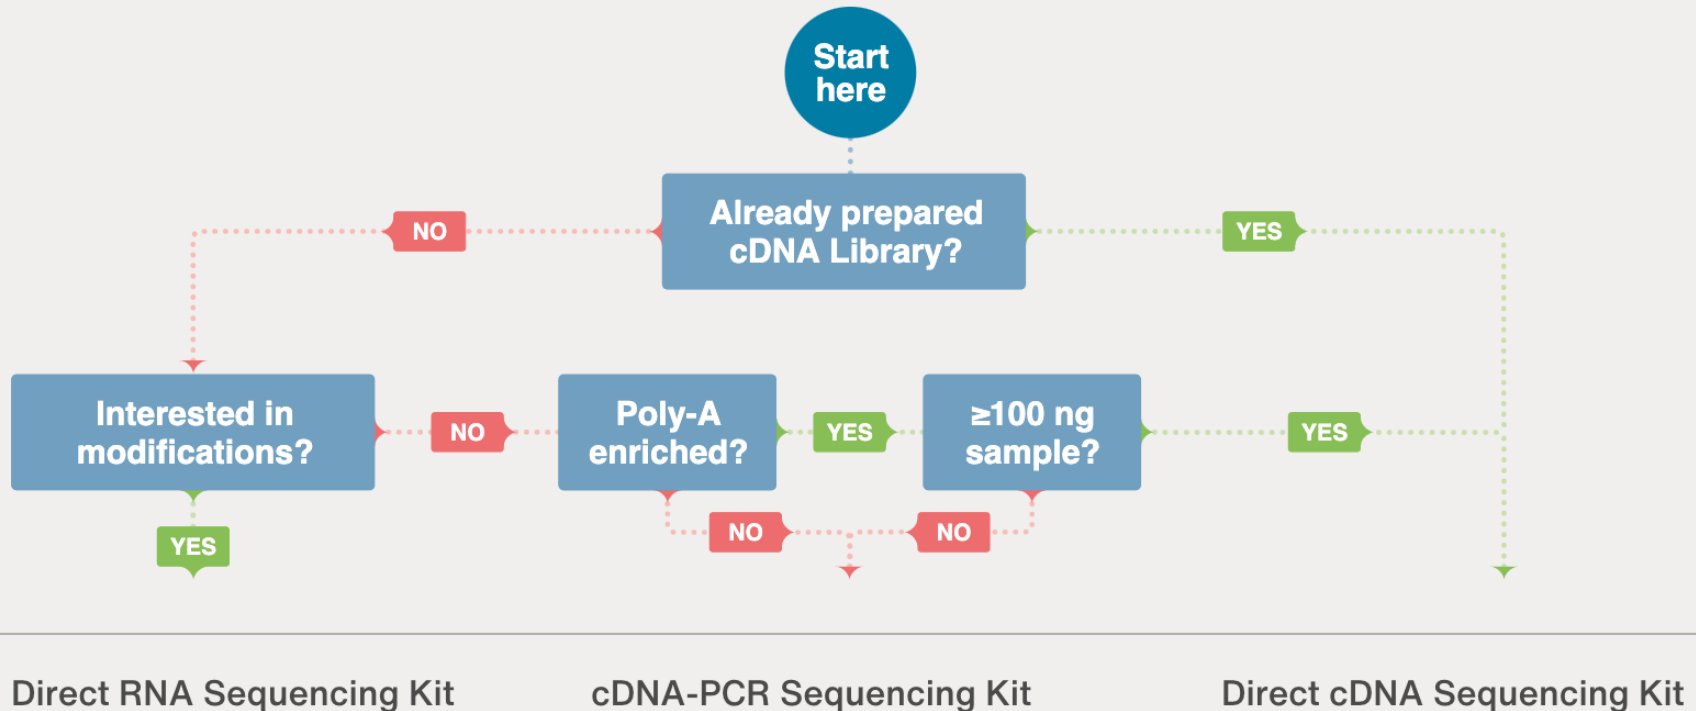 Start
here
Already prepared
cDNA Library?
NO
YES
Interested in
modifications?
NO
Poly-A
enriched?
YES
≥100 ng
sample?
YES
YES
NO
NO
Direct RNA Sequencing Kit
cDNA-PCR Sequencing Kit
Direct cDNA Sequencing Kit